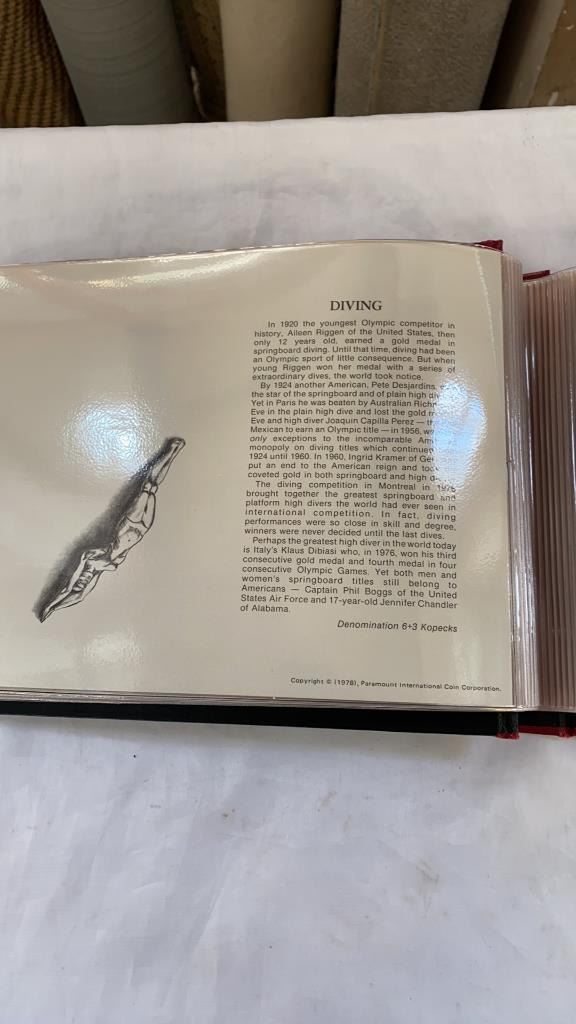 DIVING
In 1920 the youngest Olympic competitor in
history, Aileen Riggen of the United States, then
only 12 years old, earned a gold medal in
springboard diving. Until that time, diving had been
an Olympic sport of little consequence. But when
young Riggen won her medal with a series of
extraordinary dives, the world took notice.
By 1924 another American, Pete Desjardins,
the star of the springboard and of plain high
Yet in Paris he was beaten by Australian
Eve in the plain high dive and lost the gold
Eve and high diver Joaquin Capilla Perez —
Mexican to earn an Olympic title — in 1956,
only exceptions to the incomparable
monopoly on diving titles which
1924 until 1960. In 1960, Ingrid Kramer of
put an end to the American reign and
coveted gold in both springboard and high
The diving competition in Montreal in 1976
brought together the greatest springboard and
platform high divers the world had ever seen in
international competition. In fact, diving
performances were so close in skill and degree,
winners were never decided until the last dives.
Perhaps the greatest high diver in the world today
is Italy's Klaus Dibiasi who, in 1976, won his third
consecutive gold medal and fourth medal in four
consecutive Olympic Games. Yet both men and
women's springboard titles still belong to
Americans — Captain Phil Boggs of the United
States Air Force and 17-year-old Jennifer Chandler
of Alabama.
Denomination 6+3 Kopecks
Copyright © (1978), Paramount International Coin Corporation.